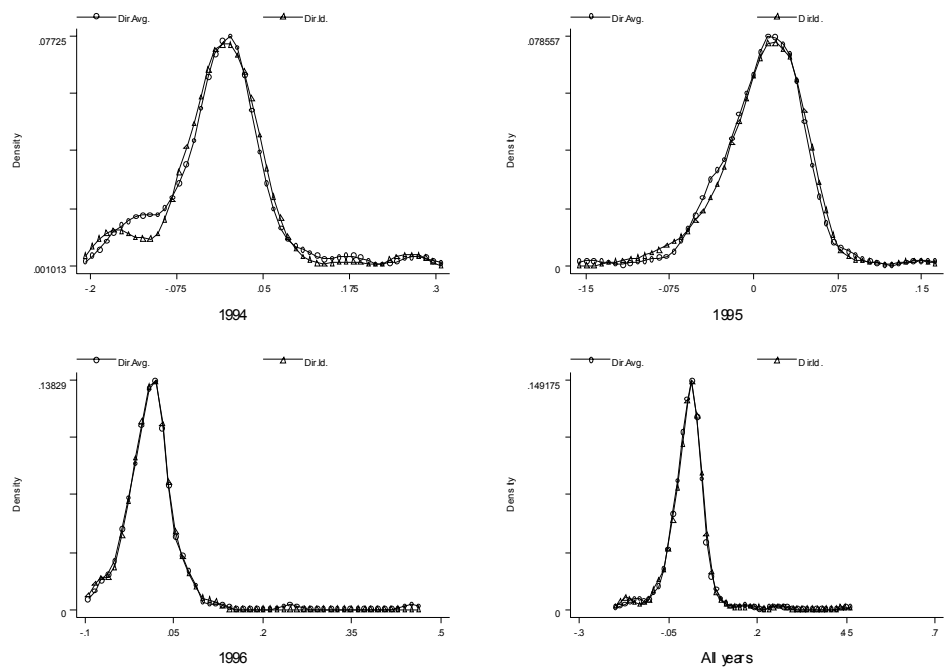 Dir.Avg. Dir.Id.
.07725
Density
.001013
-.2 -.075 .05 .175 .3
1994
Dir.Avg. Dir.Id.
.078557
Density
0
-.15 -.075 0 .075 .15
1995
Dir.Avg. Dir.Id.
.13829
Density
0
-.1 .05 .2 .35 .5
1996
Dir.Avg. Dir.Id.
.149175
Density
0
-.3 -.05 .2 .45 .7
All years